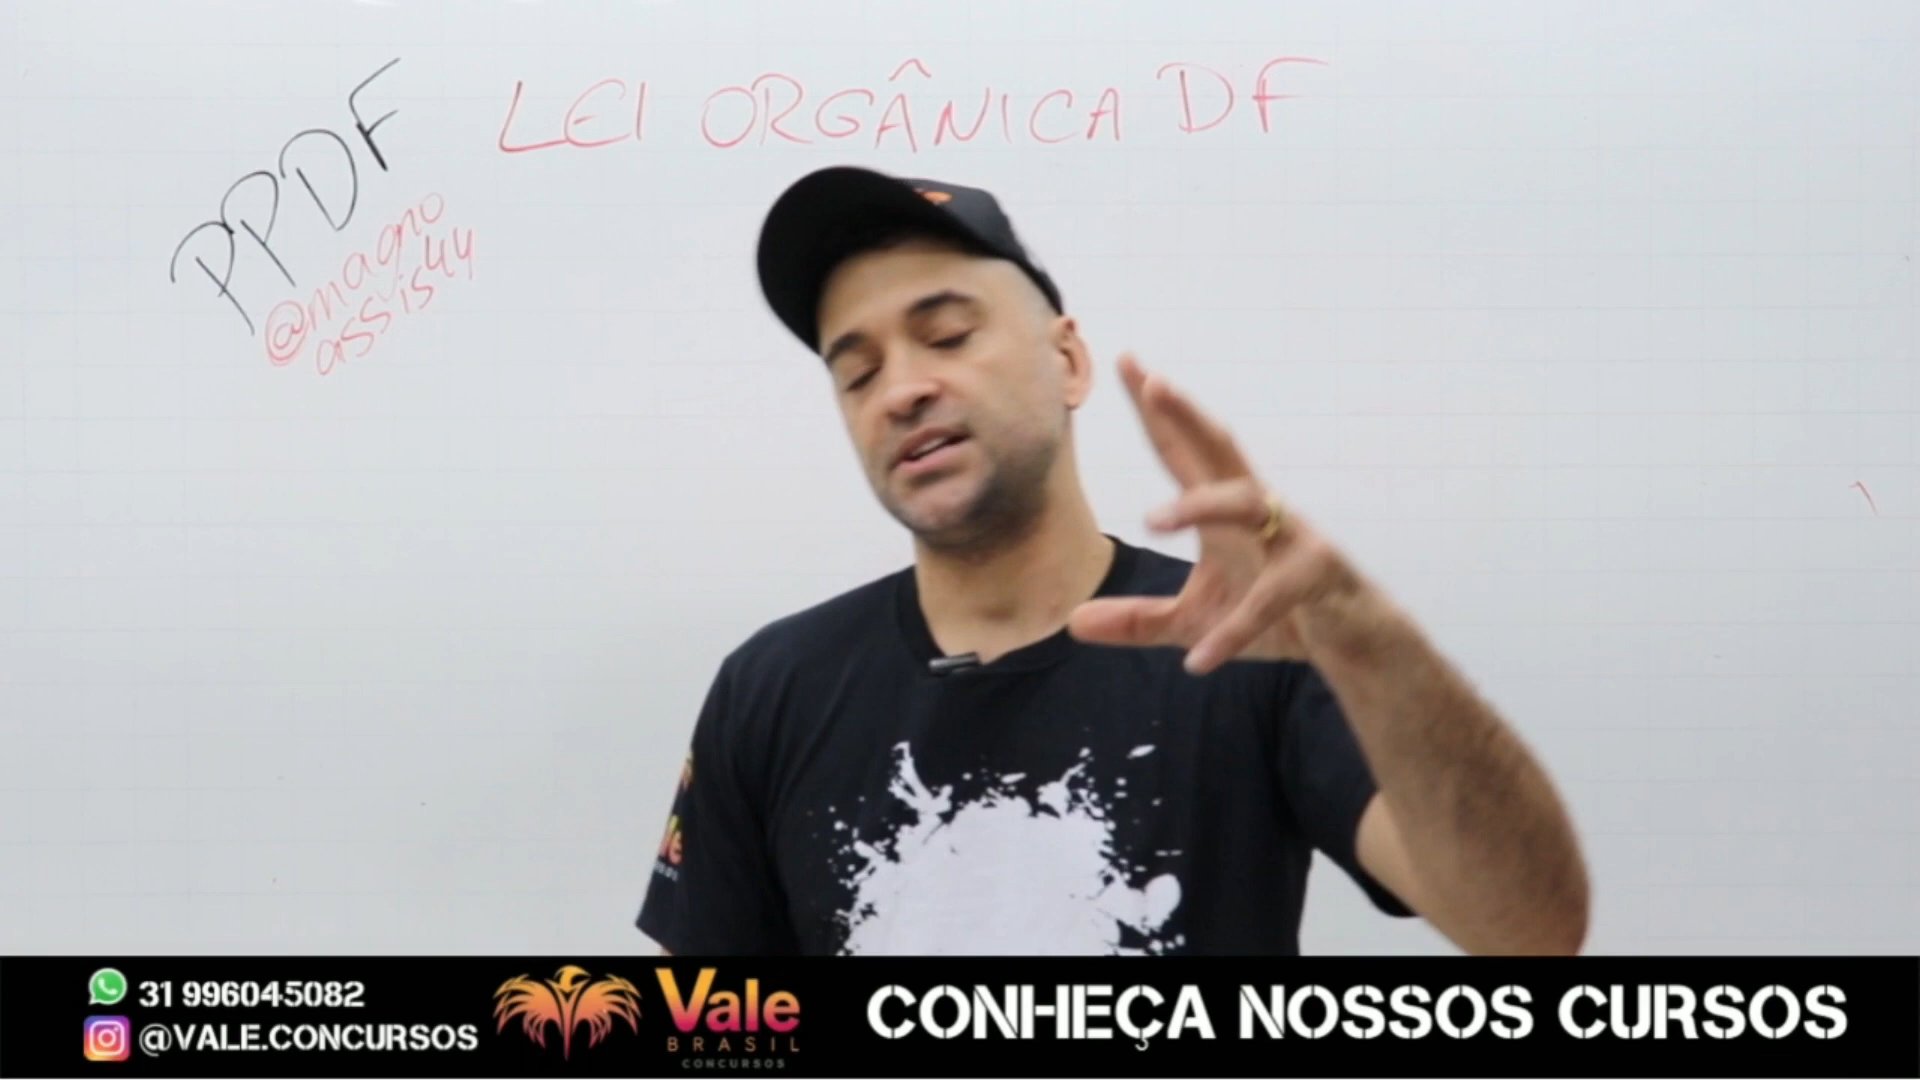 LEI ORGÂNICA DF
PPDF
@magno
assis44
31 996045082
@VALE.CONCURSOS
Vale
BRASIL
CONCURSOS
CONHEÇA NOSSOS CURSOS